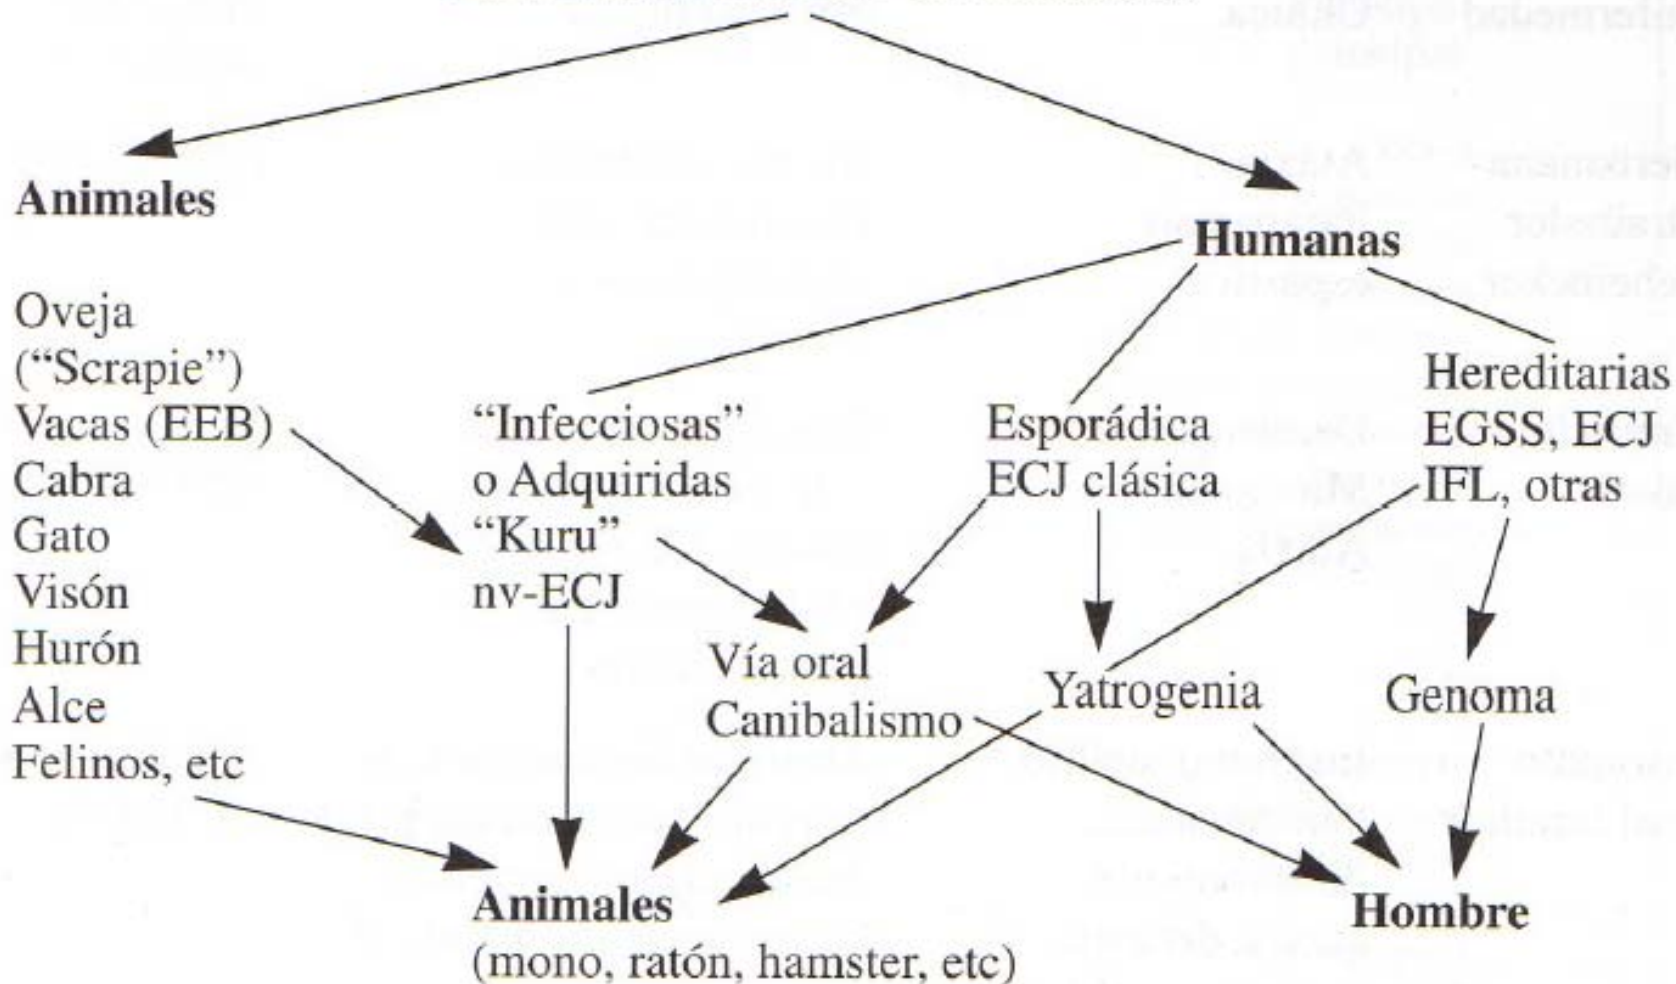 Animales
Humanas
Oveja
(“Scrapie”)
Vacas (EEB)
Cabra
Gato
Visón
Hurón
Alce
Felinos, etc
“Infecciosas”
o Adquiridas
“Kuru”
nv-ECJ
Esporádica
ECJ clásica
Hereditarias
EGSS, ECJ
IFL, otras
Vía oral
Canibalismo
Yatrogenia
Genoma
Animales
(mono, ratón, hamster, etc)
Hombre